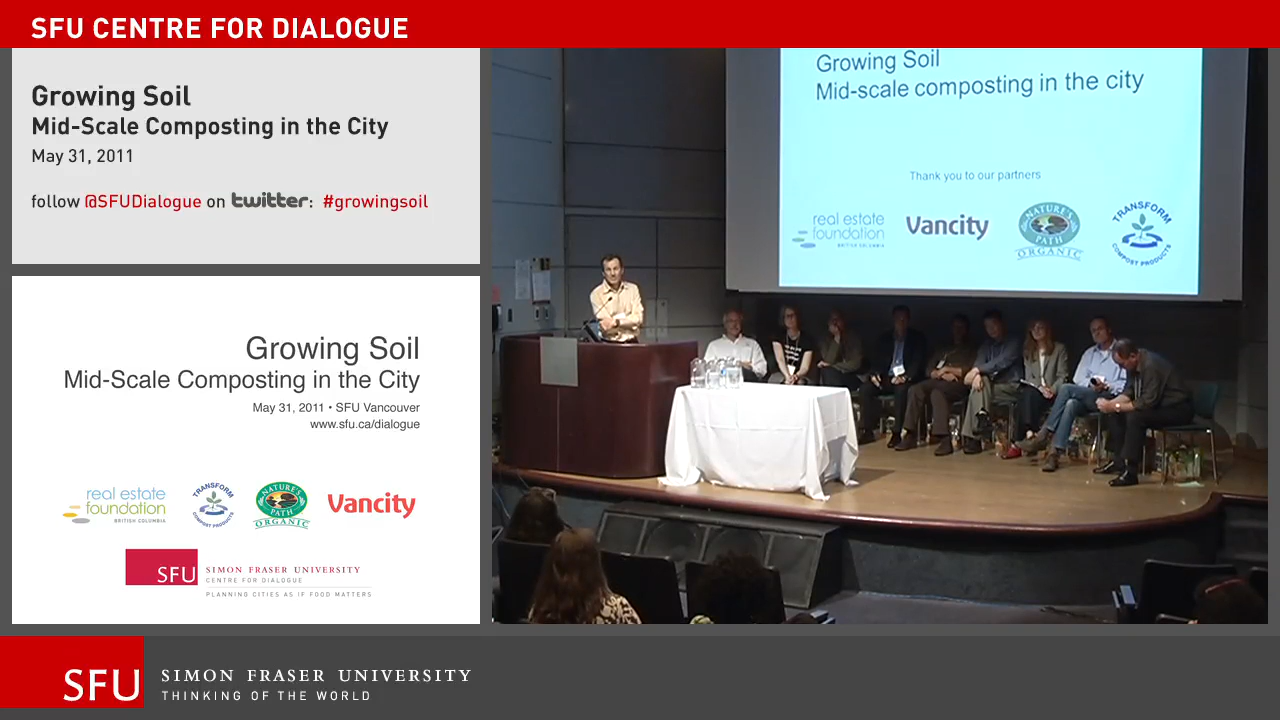 SFU CENTRE FOR DIALOGUE
Growing Soil
Mid-Scale Composting in the City
May 31, 2011
follow @SFUDialogue on twitter: #growingsoil
Growing Soil
Mid-Scale Composting in the City
May 31, 2011 • SFU Vancouver
www.sfu.ca/dialogue
real estate
foundation
BRITISH COLUMBIA
TRANSFORM
COMPOST PRODUCTS
NATURE'S
PATH
ORGANIC
Vancity
SFU
SIMON FRASER UNIVERSITY
CENTRE FOR DIALOGUE
PLANNING CITIES AS IF FOOD MATTERS
Growing Soil
Mid-scale composting in the city
Thank you to our partners
real estate
foundation
BRITISH COLUMBIA
Vancity
NATURE'S
PATH
ORGANIC
TRANSFORM
COMPOST PRODUCTS
SFU
SIMON FRASER UNIVERSITY
THINKING OF THE WORLD